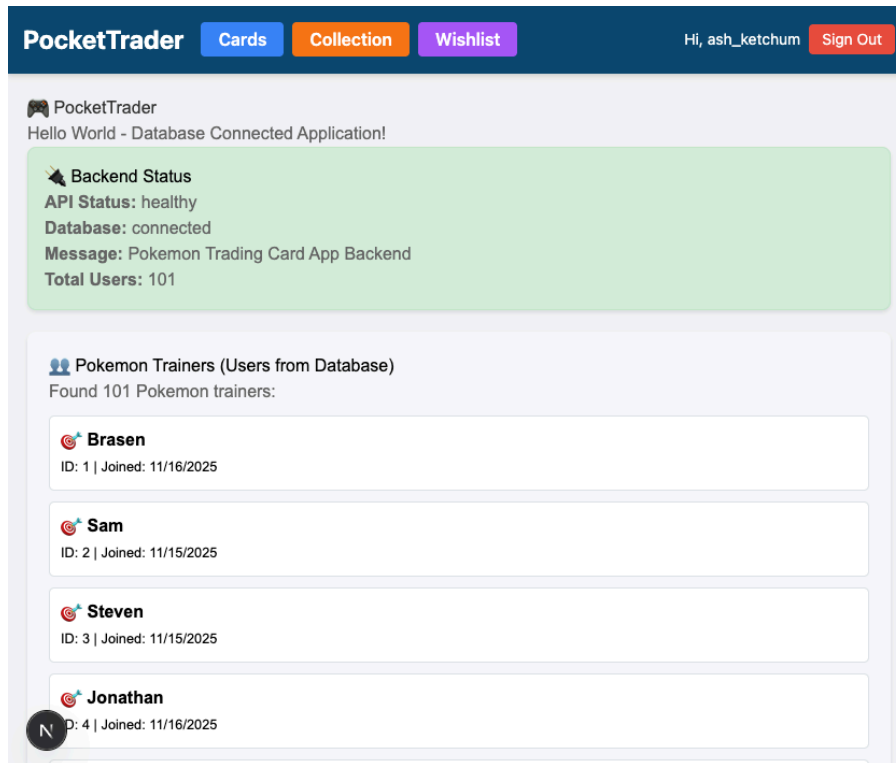 PocketTrader Cards Collection Wishlist Hi, ash_ketchum Sign Out
🎮 PocketTrader
Hello World - Database Connected Application!
🔌 Backend Status
API Status: healthy
Database: connected
Message: Pokemon Trading Card App Backend
Total Users: 101
👥 Pokemon Trainers (Users from Database)
Found 101 Pokemon trainers:
🎯 Brasen
ID: 1 | Joined: 11/16/2025
🎯 Sam
ID: 2 | Joined: 11/15/2025
🎯 Steven
ID: 3 | Joined: 11/15/2025
🎯 Jonathan
N D: 4 | Joined: 11/16/2025